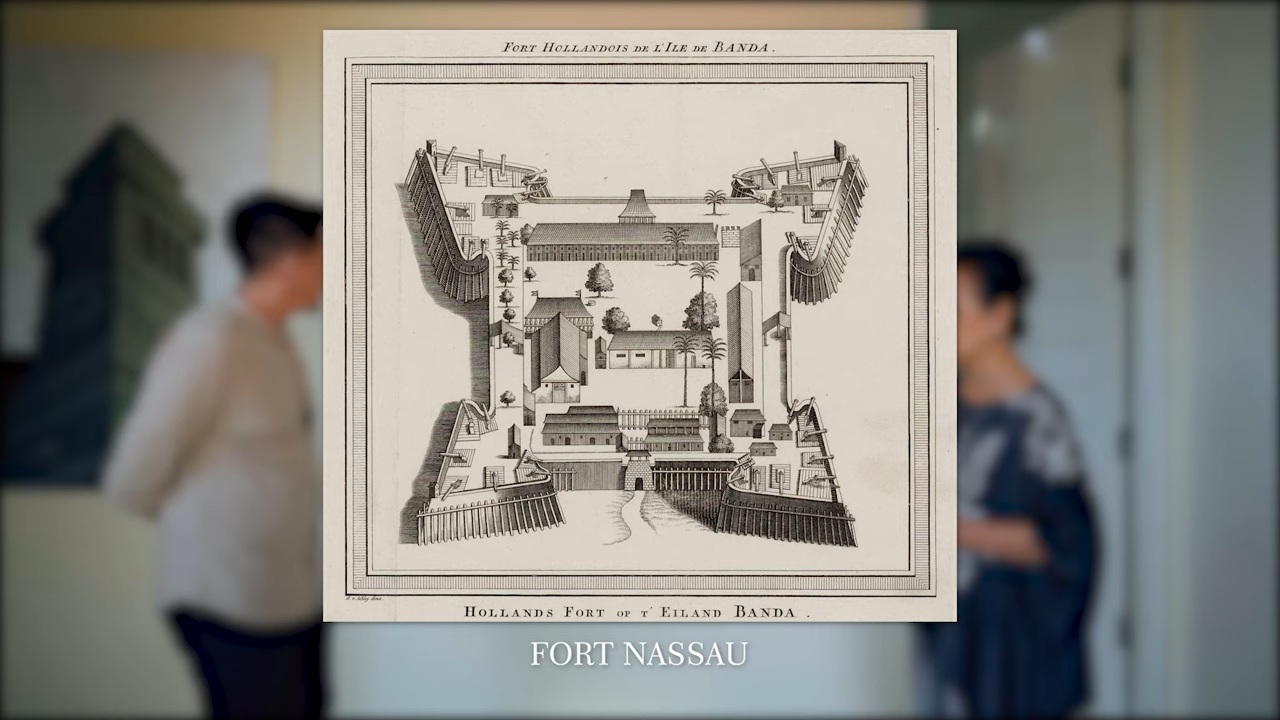 FORT HOLLANDOIS DE L'ILE DE BANDA.
HOLLANDS FORT OP T' EILAND BANDA.
FORT NASSAU